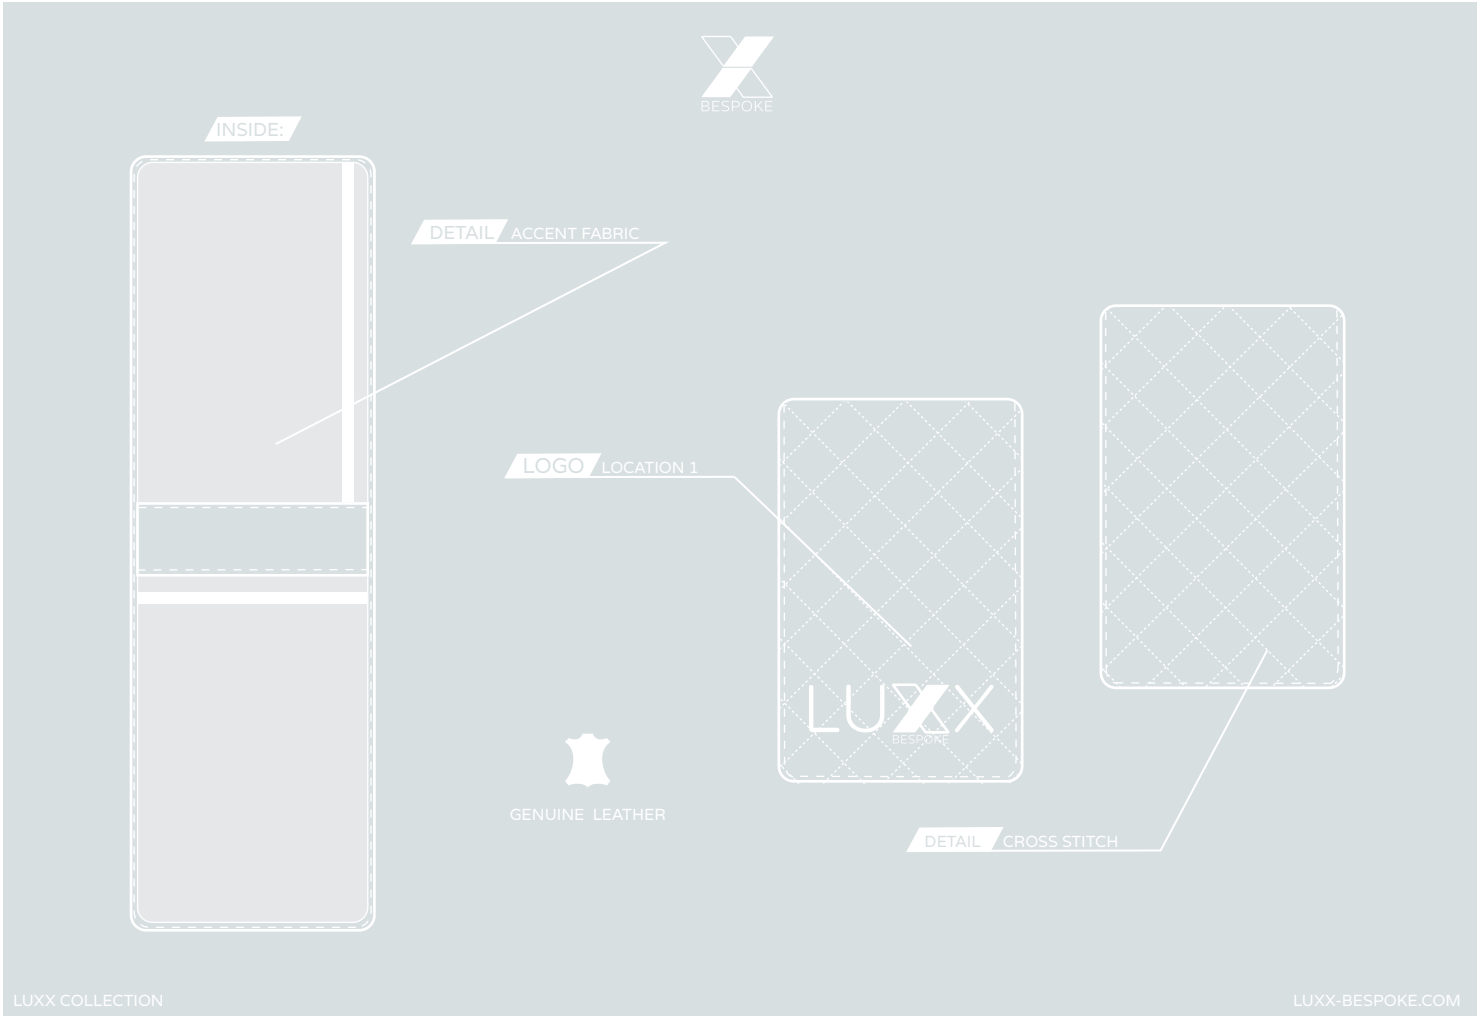 BESPOKE
INSIDE:
DETAIL ACCENT FABRIC
LOGO LOCATION 1
LUXX
BESPOKE
GENUINE LEATHER
DETAIL CROSS STITCH
LUXX COLLECTION
LUXX-BESPOKE.COM